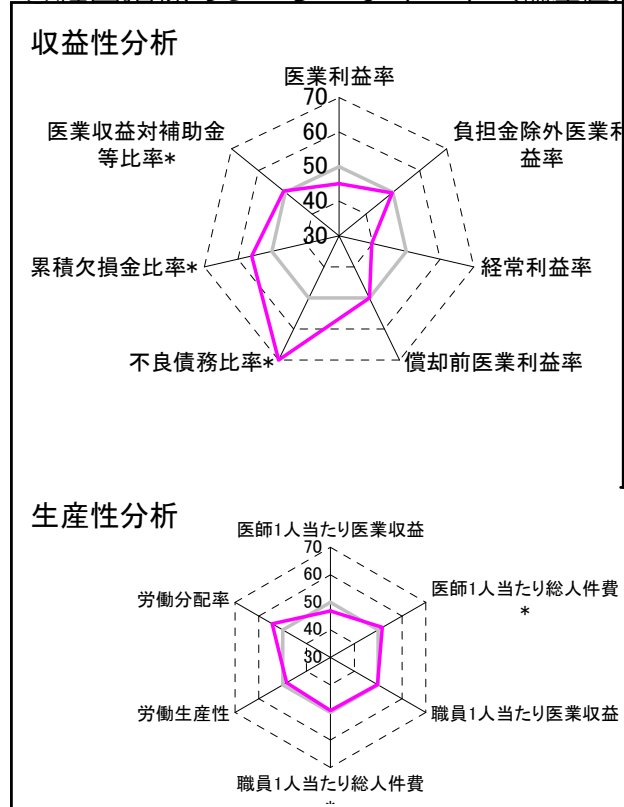 収益性分析
医業利益率
70
60
50
40
30
負担金除外医業利
益率
経常利益率
償却前医業利益率
不良債務比率*
累積欠損金比率*
医業収益対補助金
等比率*
生産性分析
医師1人当たり医業収益
70
60
50
40
30
医師1人当たり総人件費
*
職員1人当たり医業収益
職員1人当たり総人件費
*
労働生産性
労働分配率